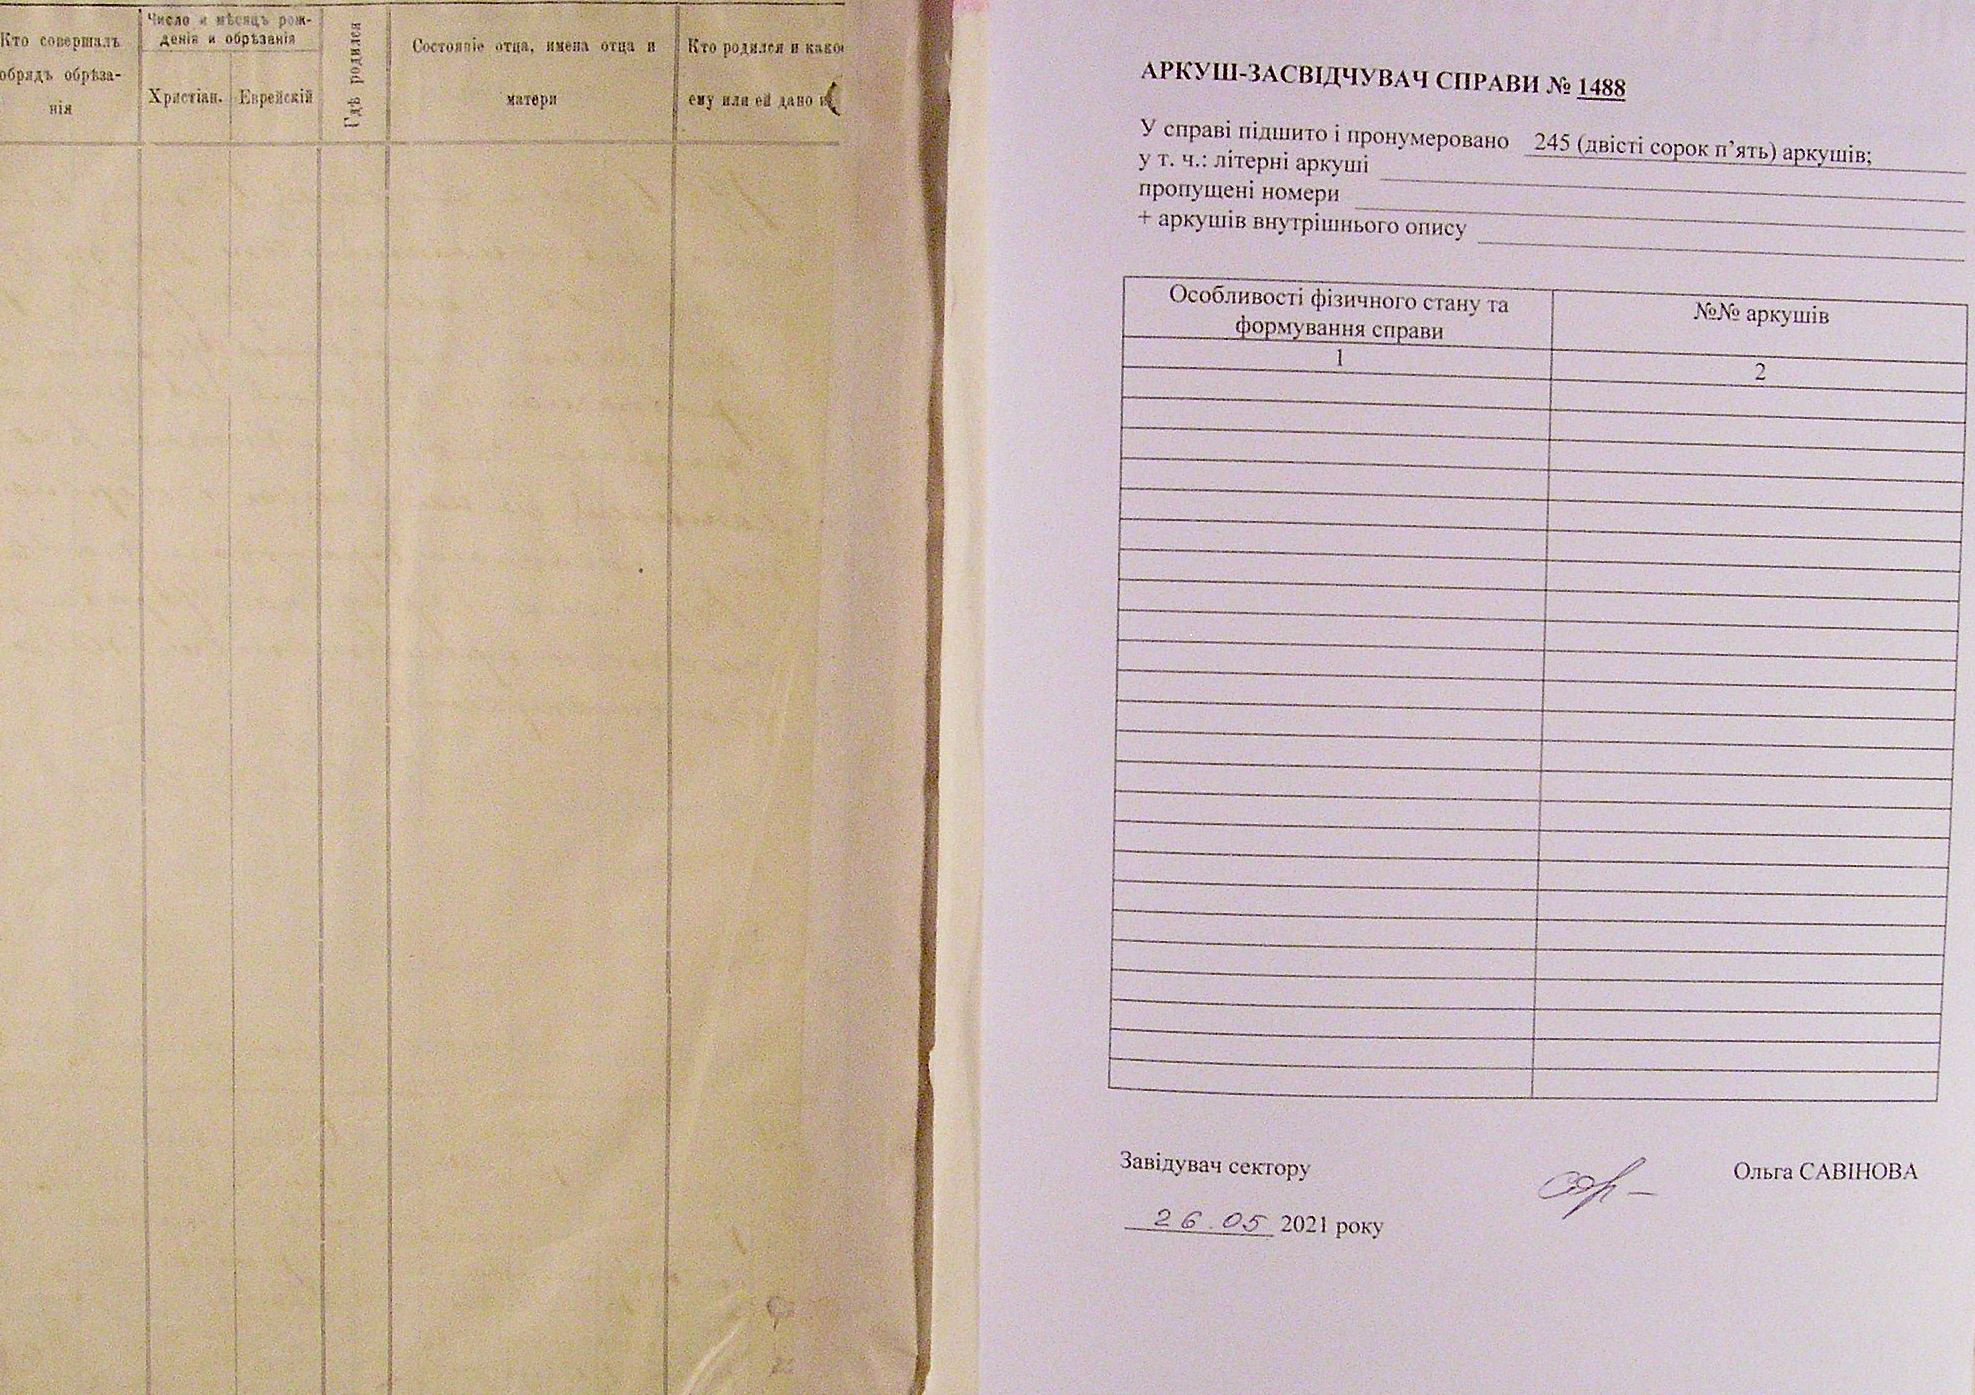 Кто совершалъ
обрядъ обрѣза-
нія
Число и мѣсяцъ рож-
денія и обрѣзанія
Христіан.
Еврейскій
Гдѣ родился
Состояніе отца, имена отца и
матери
Кто родился и како
ему или ей дано и
АРКУШ-ЗАСВІДЧУВАЧ СПРАВИ № 1488
У справі підшито і пронумеровано 245 (двісті сорок п’ять) аркушів;
у т. ч.: літерні аркуші
пропущені номери
+ аркушів внутрішнього опису
Особливості фізичного стану та
формування справи
№№ аркушів
1
2
Завідувач сектору
Ольга САВІНОВА
26.05 2021 року